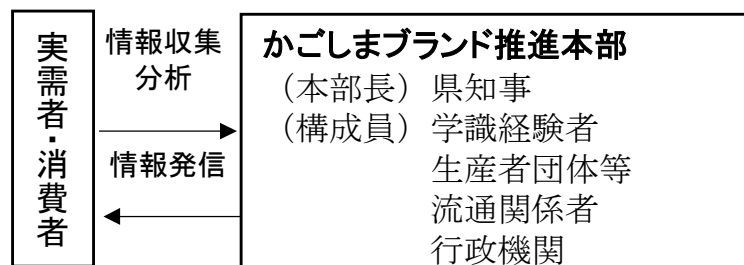 実需者・消費者
情報収集
分析
情報発信
かごしまブランド推進本部
（本部長）県知事
（構成員）学識経験者
生産者団体等
流通関係者
行政機関